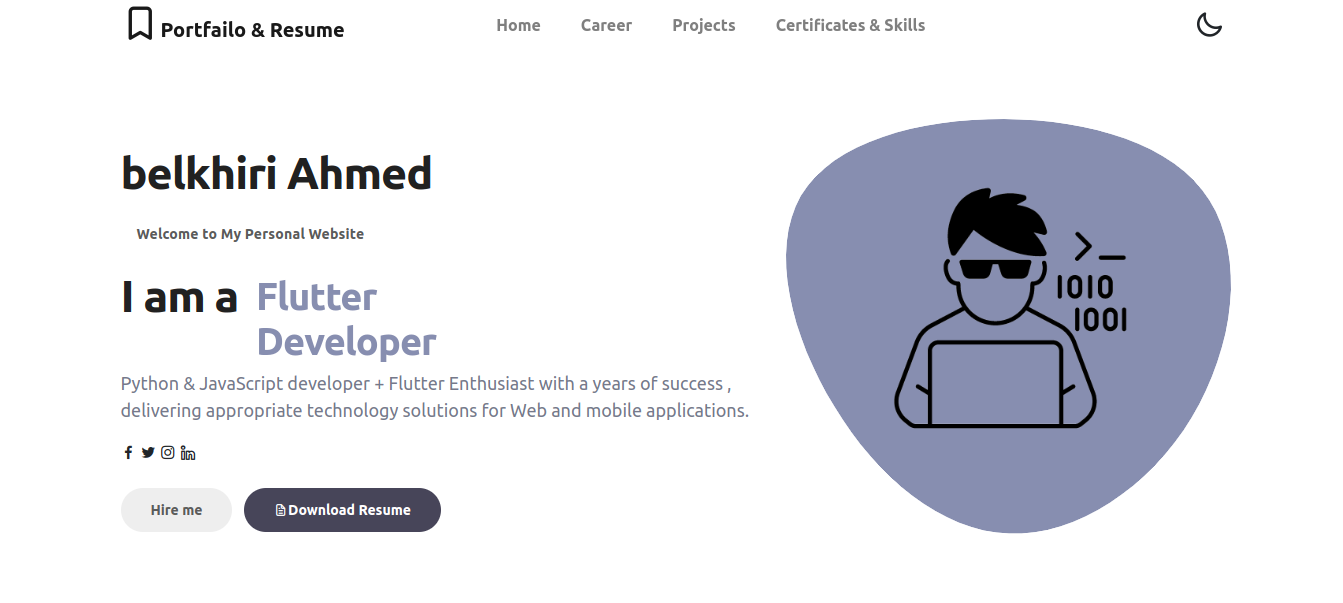 Portfailo & Resume
Home
Career
Projects
Certificates & Skills
belkhiri Ahmed
Welcome to My Personal Website
I am a Flutter
Developer
Python & JavaScript developer + Flutter Enthusiast with a years of success ,
delivering appropriate technology solutions for Web and mobile applications.
Hire me
Download Resume
>_
1010
1001